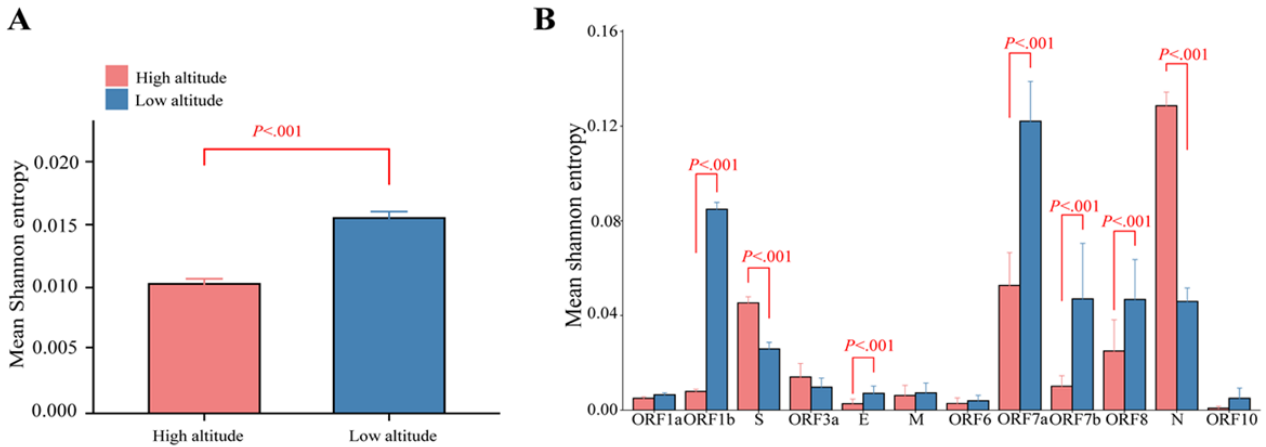 A
High altitude
Low altitude
P<.001
Mean Shannon entropy
0.020
0.015
0.010
0.005
0.000
High altitude
Low altitude
B
Mean shannon entropy
0.16
0.12
0.08
0.04
0.00
P<.001
P<.001
P<.001
P<.001
P<.001
P<.001
P<.001
ORF1a ORF1b S ORF3a E M ORF6 ORF7a ORF7b ORF8 N ORF10